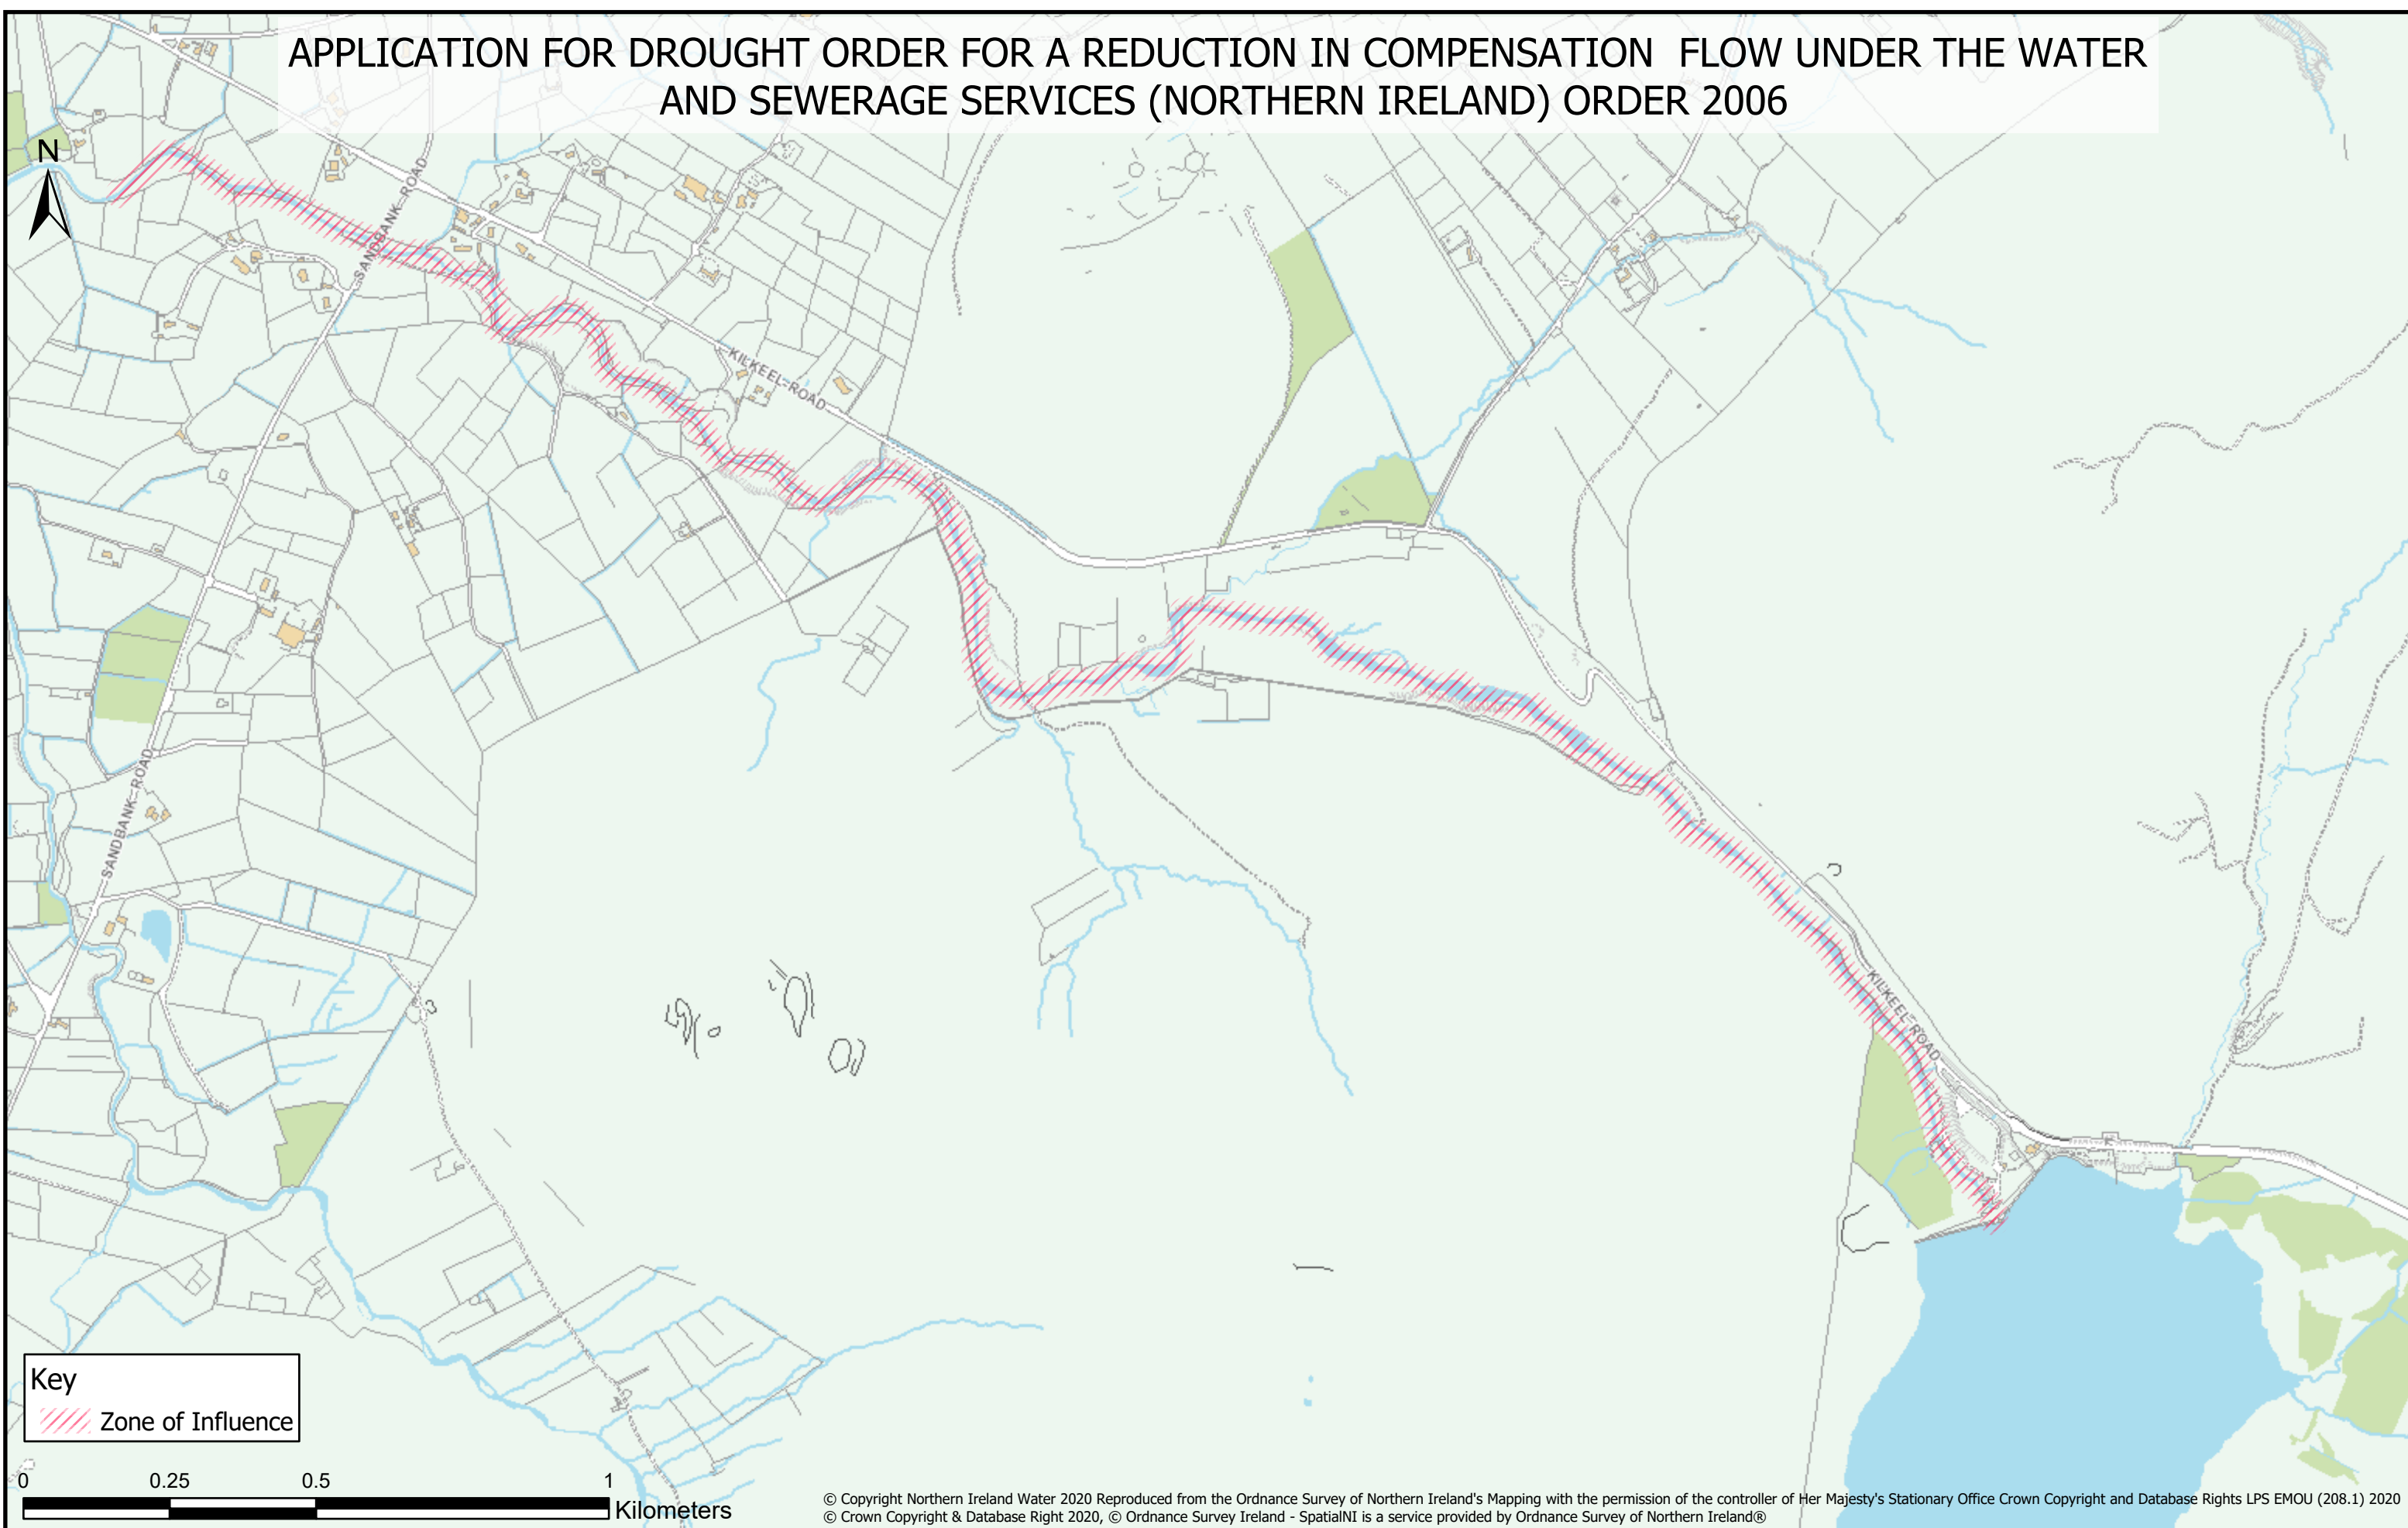 APPLICATION FOR DROUGHT ORDER FOR A REDUCTION IN COMPENSATION FLOW UNDER THE WATER
AND SEWERAGE SERVICES (NORTHERN IRELAND) ORDER 2006
N
SANDBANK ROAD
KILKEEL ROAD
SANDBANK ROAD
KILKEEL ROAD
Key
Zone of Influence
0 0.25 0.5 1
Kilometers
© Copyright Northern Ireland Water 2020 Reproduced from the Ordnance Survey of Northern Ireland's Mapping with the permission of the controller of Her Majesty's Stationary Office Crown Copyright and Database Rights LPS EMOU (208.1) 2020
© Crown Copyright & Database Right 2020, © Ordnance Survey Ireland - SpatialNI is a service provided by Ordnance Survey of Northern Ireland®